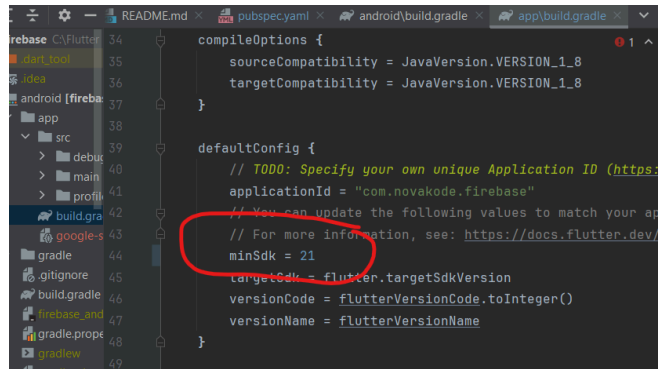 README.md
pubspec.yaml
android\build.gradle
app\build.gradle
irebase C:\Flutter
.dart_tool
.idea
android [fireba
app
src
debu
main
profil
build.gra
google-s
gradle
.gitignore
build.gradle
firebase_and
gradle.prope
gradlew
1
34 compileOptions {
35 sourceCompatibility = JavaVersion.VERSION_1_8
36 targetCompatibility = JavaVersion.VERSION_1_8
37 }
38
39 defaultConfig {
40 // TODO: Specify your own unique Application ID (https:
41 applicationId = "com.novakode.firebase"
42 // You can update the following values to match your ap
43 // For more information, see: https://docs.flutter.dev/
44 minSdk = 21
45 targetSdk = flutter.targetSdkVersion
46 versionCode = flutterVersionCode.toInteger()
47 versionName = flutterVersionName
48 }
49